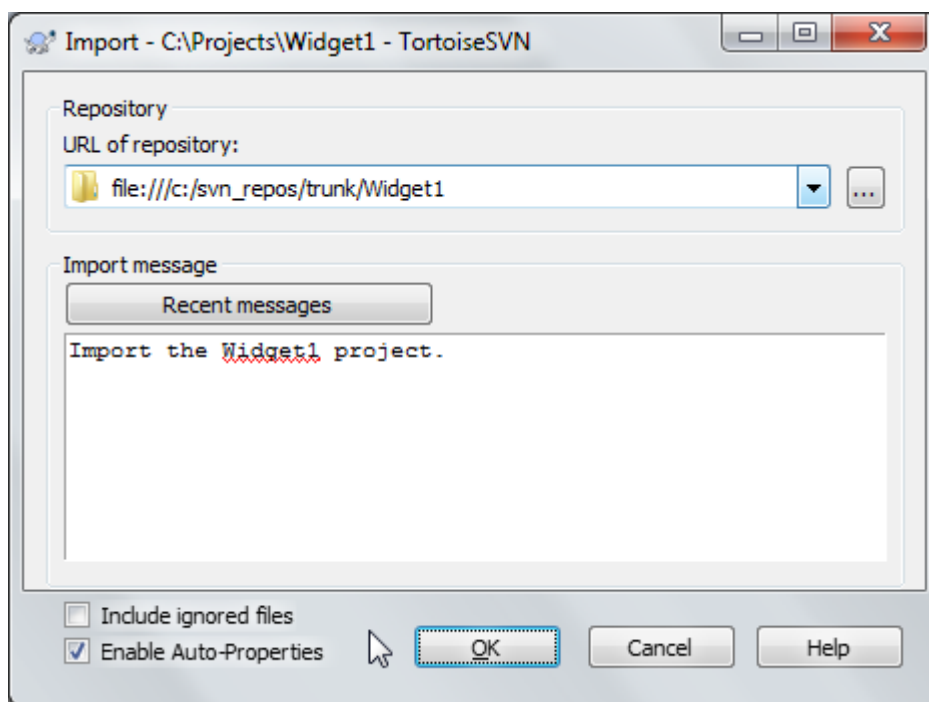 Import - C:\Projects\Widget1 - TortoiseSVN
Repository
URL of repository:
file:///c:/svn_repos/trunk/Widget1
...
Import message
Recent messages
Import the Widget1 project.
Include ignored files
Enable Auto-Properties
OK
Cancel
Help